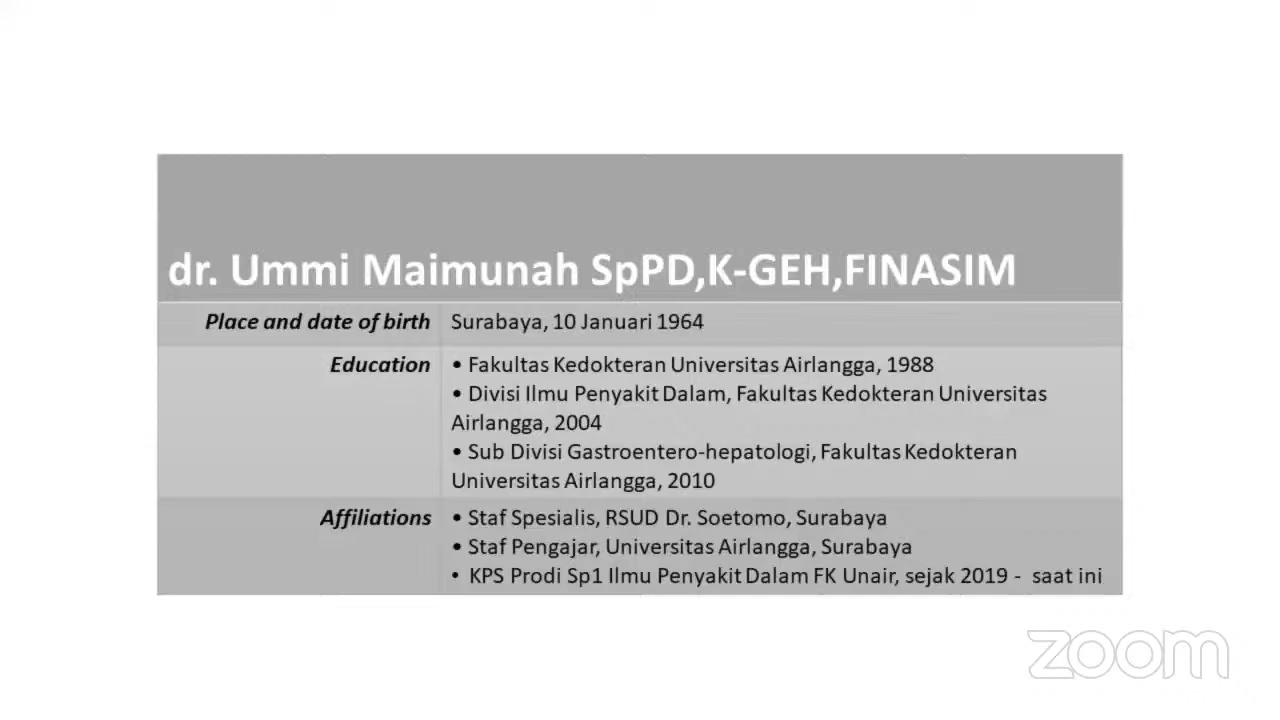 dr. Ummi Maimunah SpPD,K-GEH,FINASIM
Place and date of birth
Surabaya, 10 Januari 1964
Education
• Fakultas Kedokteran Universitas Airlangga, 1988
• Divisi Ilmu Penyakit Dalam, Fakultas Kedokteran Universitas
Airlangga, 2004
• Sub Divisi Gastroentero-hepatologi, Fakultas Kedokteran
Universitas Airlangga, 2010
Affiliations
• Staf Spesialis, RSUD Dr. Soetomo, Surabaya
• Staf Pengajar, Universitas Airlangga, Surabaya
• KPS Prodi Sp1 Ilmu Penyakit Dalam FK Unair, sejak 2019 - saat ini
zoom